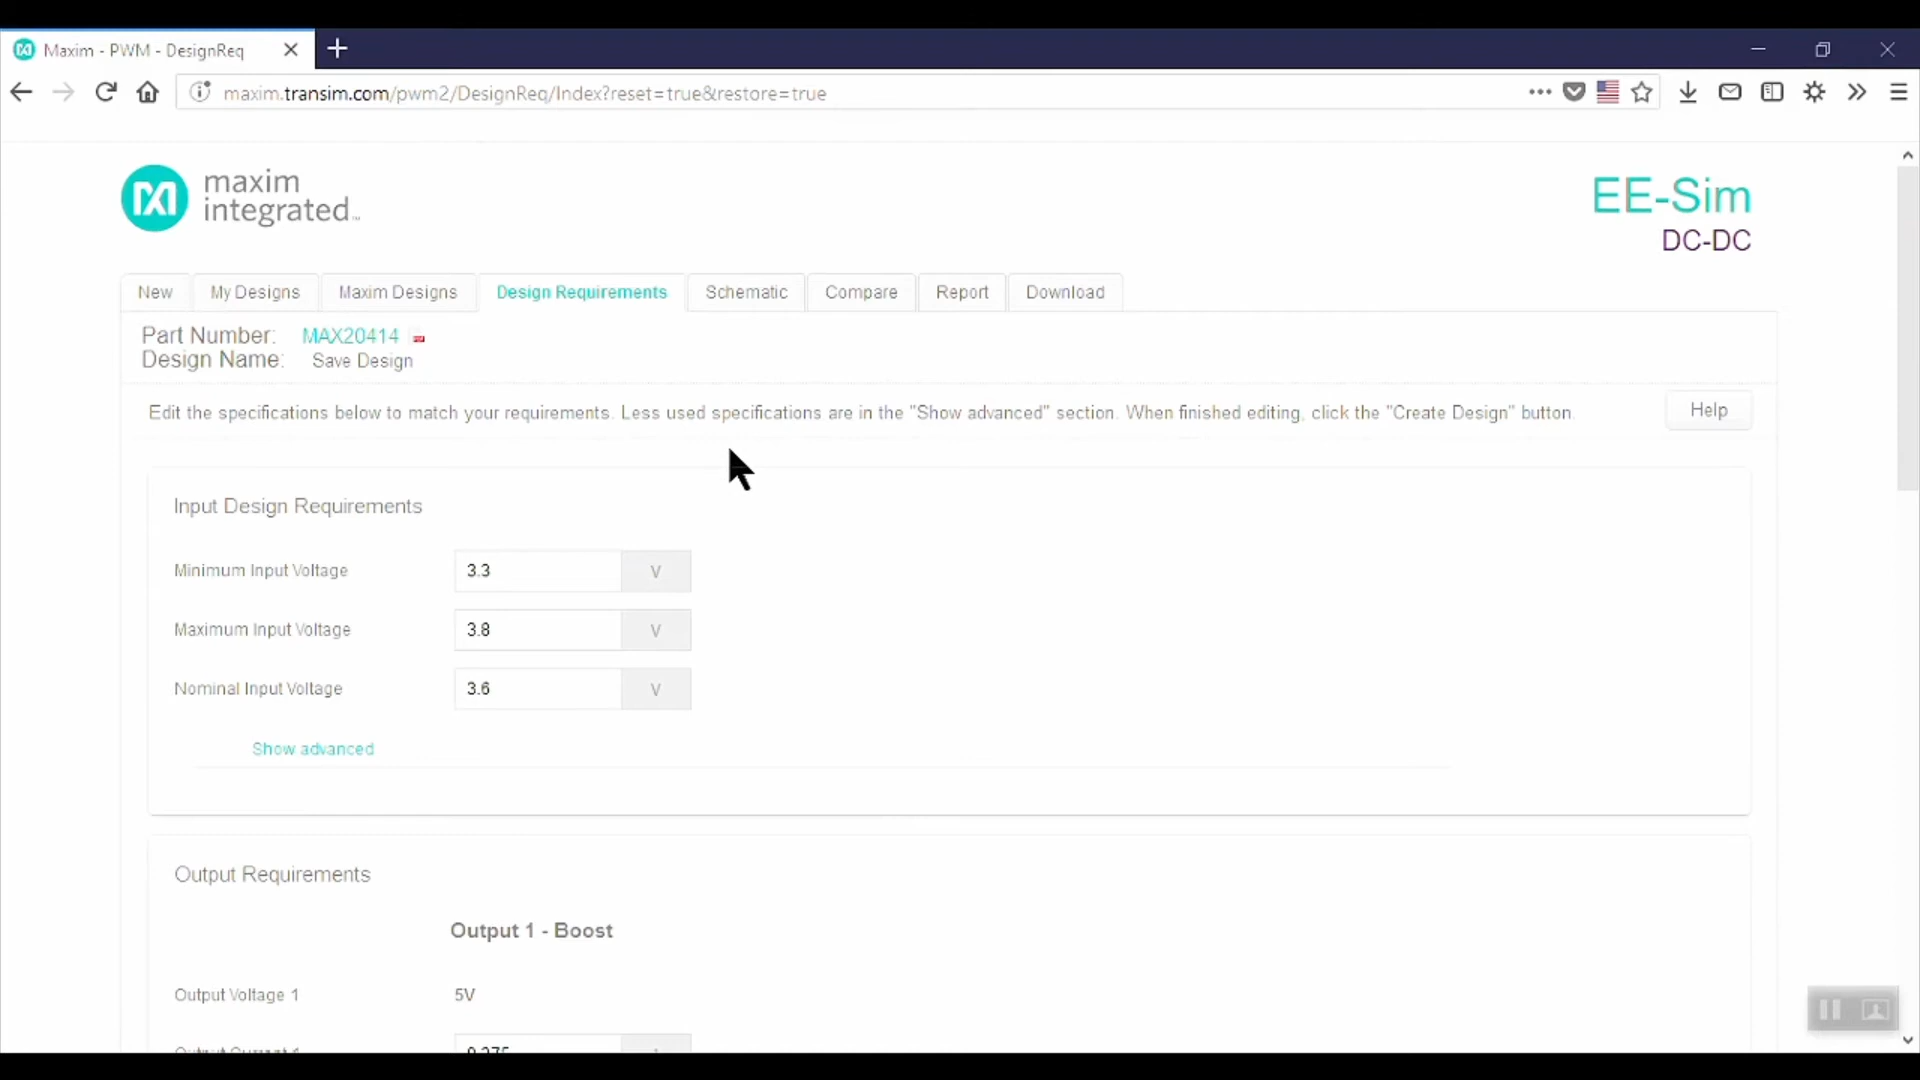 Maxim - PWM - DesignReq
maxim.transim.com/pwm2/DesignReq/Index?reset=true&restore=true
maxim
integrated™
EE-Sim
DC-DC
New My Designs Maxim Designs Design Requirements Schematic Compare Report Download
Part Number: MAX20414
Design Name: Save Design
Edit the specifications below to match your requirements. Less used specifications are in the "Show advanced" section. When finished editing, click the "Create Design" button.
Help
Input Design Requirements
Minimum Input Voltage 3.3 V
Maximum Input Voltage 3.8 V
Nominal Input Voltage 3.6 V
Show advanced
Output Requirements
Output 1 - Boost
Output Voltage 1 5V
Output Current 1